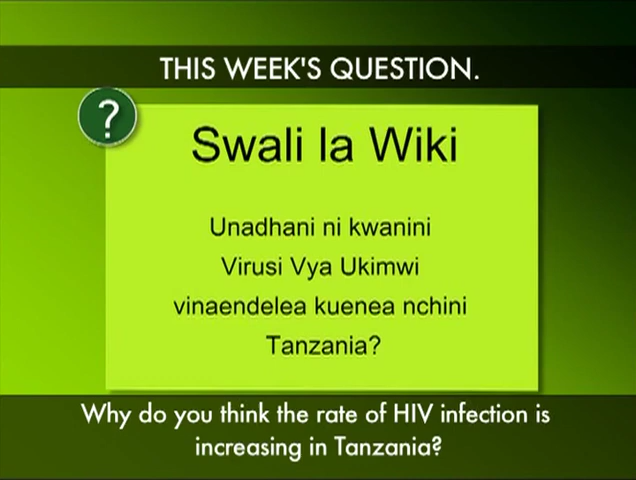 THIS WEEK'S QUESTION.
?
Swali la Wiki
Unadhani ni kwanini
Virusi Vya Ukimwi
vinaendelea kuenea nchini
Tanzania?
Why do you think the rate of HIV infection is
increasing in Tanzania?